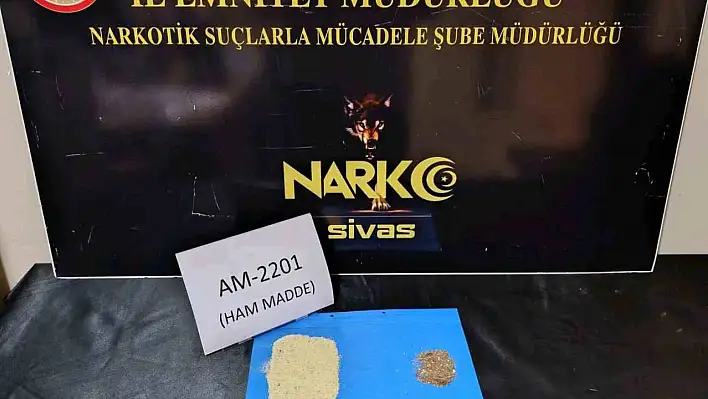 İL EMNİYET MÜDÜRLÜĞÜ
NARKOTİK SUÇLARLA MÜCADELE ŞUBE MÜDÜRLÜĞÜ
NARKO
sivas
AM-2201
(HAM MADDE)